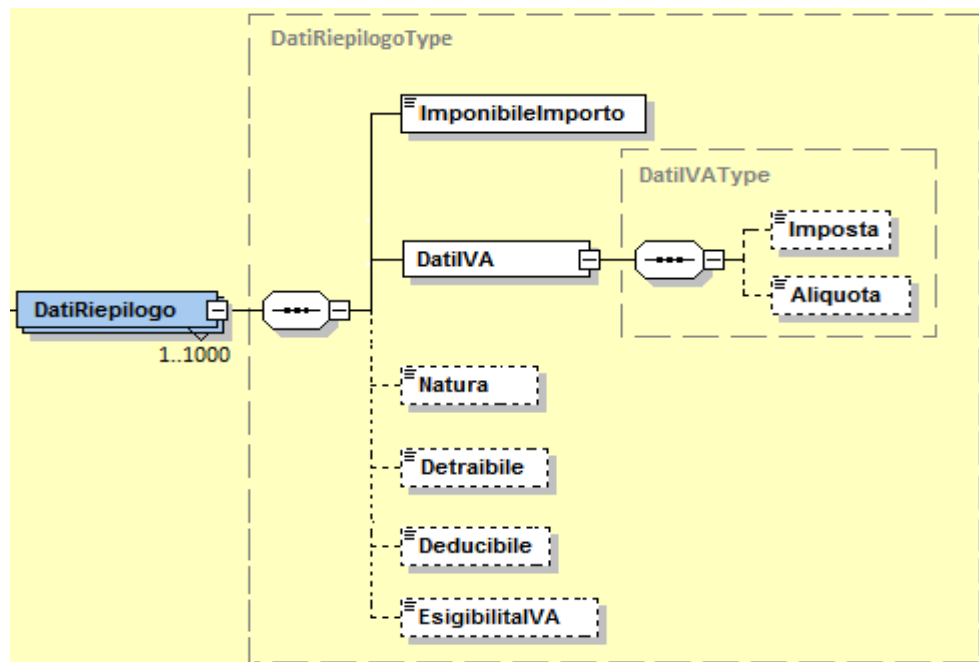 DatiRiepilogoType
ImponibileImporto
DatiIVAType
Imposta
DatiIVA
Aliquota
DatiRiepilogo
1..1000
Natura
Detraibile
Deducibile
EsigibilitaIVA